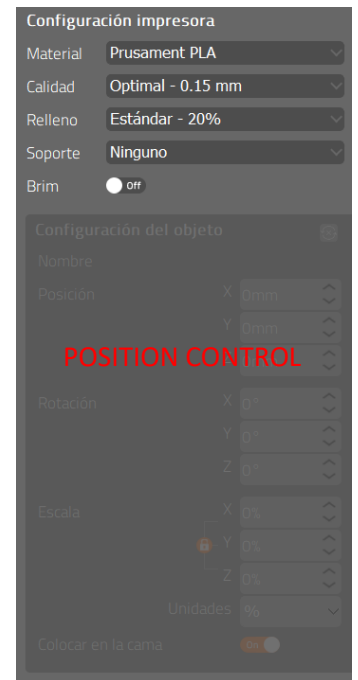 Configuración impresora
Material Prusament PLA
Calidad Optimal - 0.15 mm
Relleno Estándar - 20%
Soporte Ninguno
Brim Off
Configuración del objeto
Nombre
Posición X 0mm
Y 0mm
POSITION CONTROL
Rotación X 0°
Y 0°
Z 0°
Escala X 0%
Y 0%
Z 0%
Unidades %
Colocar en la cama On